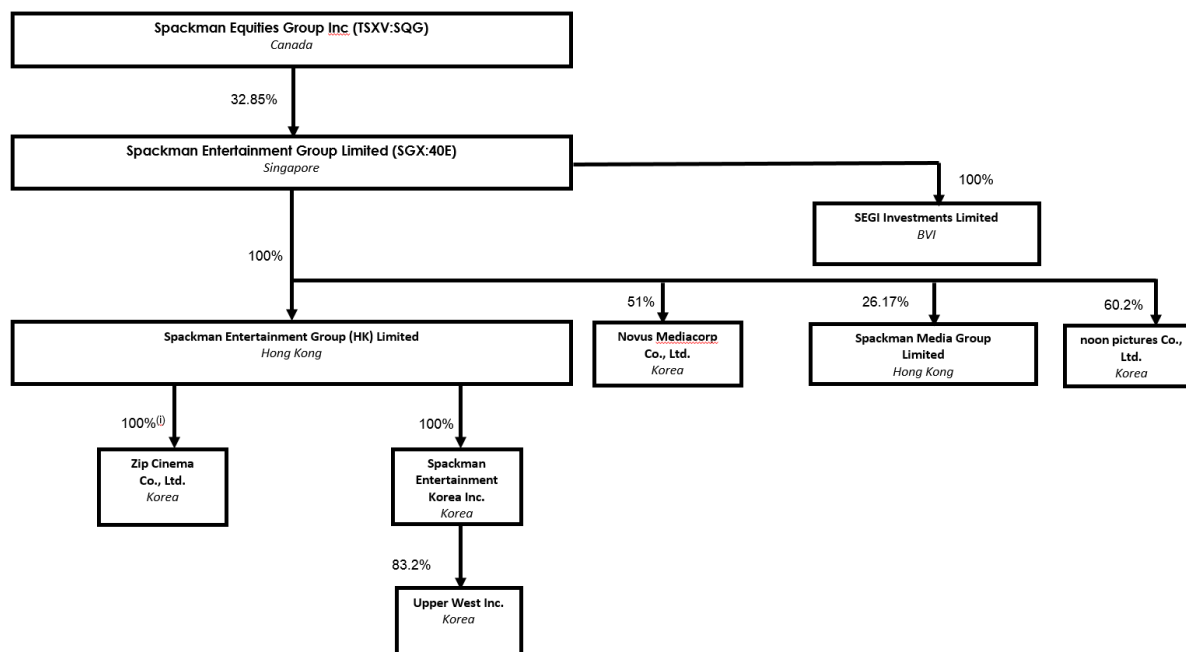 Spackman Equities Group Inc (TSXV:SQG)
Canada
32.85%
Spackman Entertainment Group Limited (SGX:40E)
Singapore
100%
SEGI Investments Limited
BVI
100%
51%
26.17%
60.2%
Spackman Entertainment Group (HK) Limited
Hong Kong
Novus Mediacorp
Co., Ltd.
Korea
Spackman Media Group
Limited
Hong Kong
noon pictures Co.,
Ltd.
Korea
100%(i)
100%
Zip Cinema
Co., Ltd.
Korea
Spackman
Entertainment
Korea Inc.
Korea
83.2%
Upper West Inc.
Korea